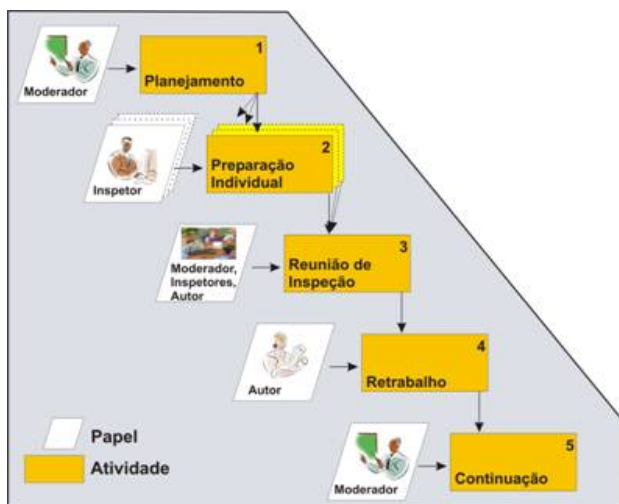 1
Planejamento
Moderador
2
Preparação
Individual
Inspetor
3
Reunião de
Inspeção
Moderador,
Inspetores,
Autor
4
Retrabalho
Autor
5
Continuação
Moderador
Papel
Atividade